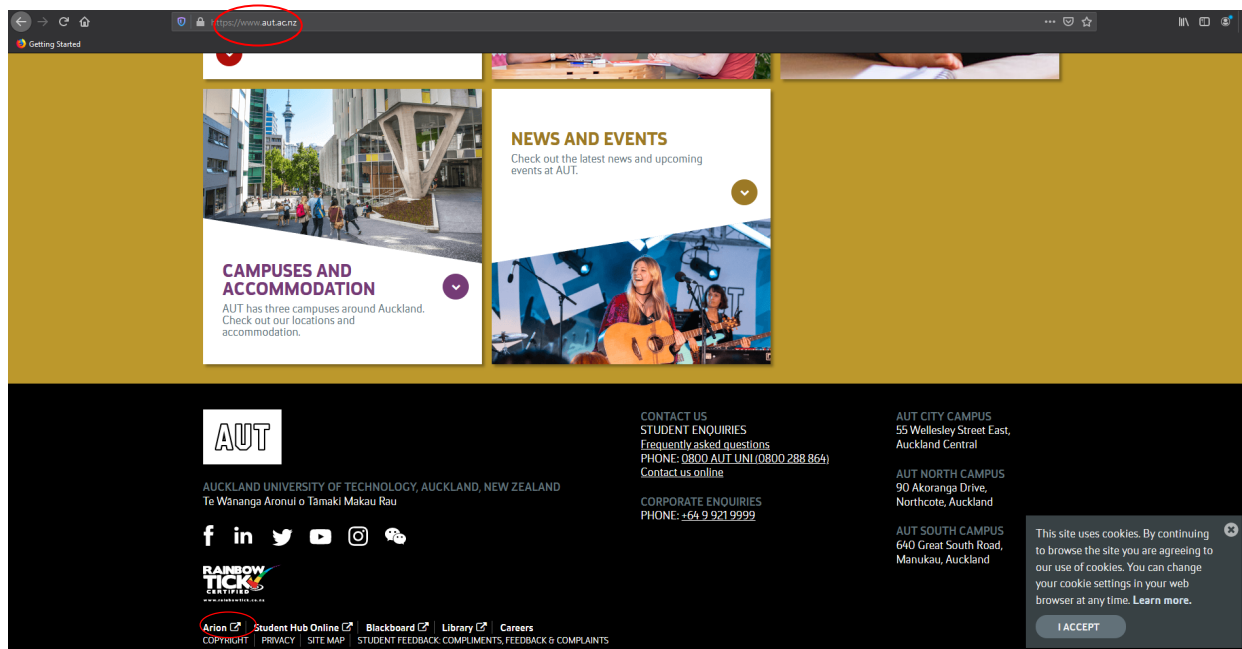 https://www.aut.ac.nz
Getting Started
NEWS AND EVENTS
Check out the latest news and upcoming
events at AUT.
CAMPUSES AND
ACCOMMODATION
AUT has three campuses around Auckland.
Check out our locations and
accommodation.
AUT
AUCKLAND UNIVERSITY OF TECHNOLOGY, AUCKLAND, NEW ZEALAND
Te Wānanga Aronui o Tāmaki Makau Rau
RAINBOW
TICK
CERTIFIED
www.rainbowtick.co.nz
CONTACT US
STUDENT ENQUIRIES
Frequently asked questions
PHONE: 0800 AUT UNI (0800 288 864)
Contact us online
CORPORATE ENQUIRIES
PHONE: +64 9 921 9999
AUT CITY CAMPUS
55 Wellesley Street East,
Auckland Central
AUT NORTH CAMPUS
90 Akoranga Drive,
Northcote, Auckland
AUT SOUTH CAMPUS
640 Great South Road,
Manukau, Auckland
This site uses cookies. By continuing
to browse the site you are agreeing to
our use of cookies. You can change
your cookie settings in your web
browser at any time. Learn more.
I ACCEPT
Arion Student Hub Online Blackboard Library Careers
COPYRIGHT PRIVACY SITE MAP STUDENT FEEDBACK: COMPLIMENTS, FEEDBACK & COMPLAINTS